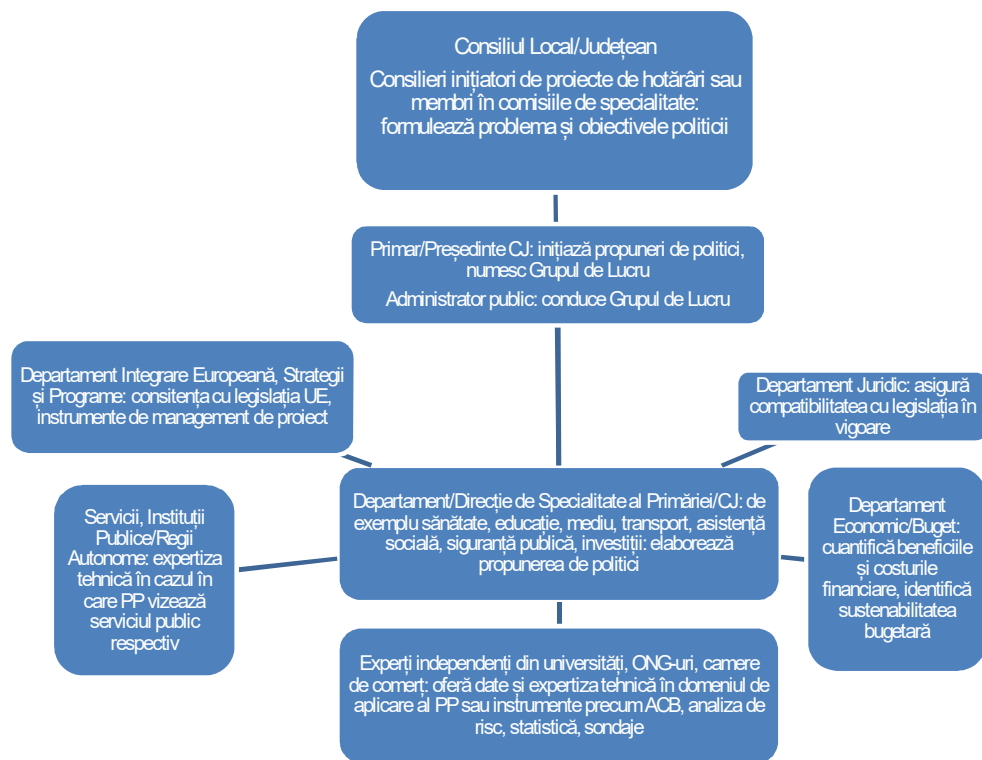 Consiliul Local/Județean
Consilieri inițiatori de proiecte de hotărâri sau
membri în comisiile de specialitate:
formulează problema și obiectivele politicii
Primar/Președinte CJ: inițiază propuneri de politici,
numesc Grupul de Lucru
Administrator public: conduce Grupul de Lucru
Departament Integrare Europeană, Strategii
și Programe: consitența cu legislația UE,
instrumente de management de proiect
Departament Juridic: asigură
compatibilitatea cu legislația în
vigoare
Departament/Direcție de Specialitate al Primăriei/CJ: de
exemplu sănătate, educație, mediu, transport, asistență
socială, siguranță publică, investiții: elaborează
propunerea de politici
Servicii, Instituții
Publice/Regii
Autonome: expertiza
tehnică în cazul în
care PP vizează
serviciul public
respectiv
Departament
Economic/Buget:
cuantifică beneficiile
și costurile
financiare, identifică
sustenabilitatea
bugetară
Experți independenți din universități, ONG-uri, camere
de comerț: oferă date și expertiza tehnică în domeniul de
aplicare al PP sau instrumente precum ACB, analiza de
risc, statistică, sondaje